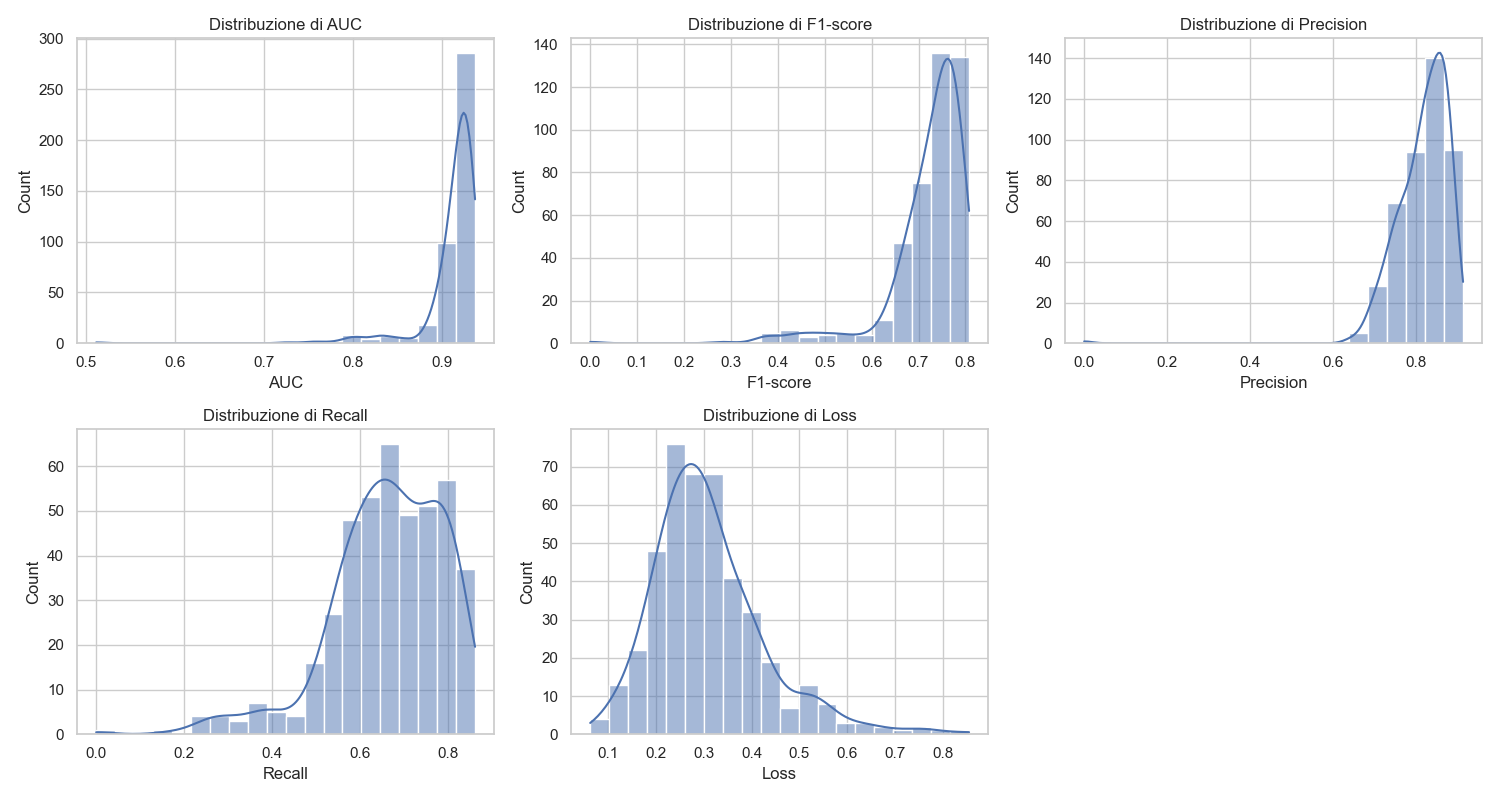 Distribuzione di AUC
300
250
200
150
100
50
0
Count
0.5 0.6 0.7 0.8 0.9
AUC
Distribuzione di F1-score
140
120
100
80
60
40
20
0
Count
0.0 0.1 0.2 0.3 0.4 0.5 0.6 0.7 0.8
F1-score
Distribuzione di Precision
140
120
100
80
60
40
20
0
Count
0.0 0.2 0.4 0.6 0.8
Precision
Distribuzione di Recall
60
50
40
30
20
10
0
Count
0.0 0.2 0.4 0.6 0.8
Recall
Distribuzione di Loss
70
60
50
40
30
20
10
0
Count
0.1 0.2 0.3 0.4 0.5 0.6 0.7 0.8
Loss